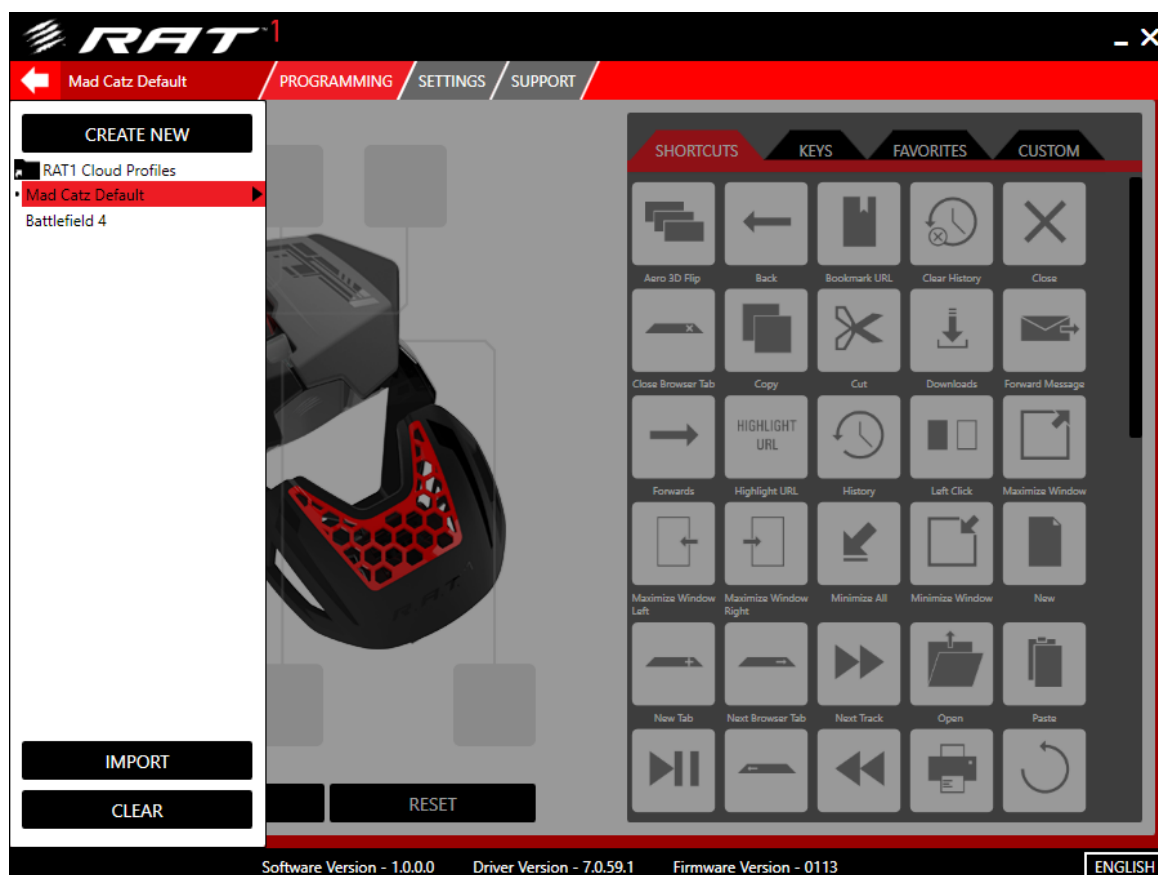 RAT™1
Mad Catz Default
PROGRAMMING
SETTINGS
SUPPORT
CREATE NEW
RAT1 Cloud Profiles
Mad Catz Default
Battlefield 4
IMPORT
CLEAR
RESET
RAT
SHORTCUTS
KEYS
FAVORITES
CUSTOM
Aero 3D Flip
Back
Bookmark URL
Clear History
Close
Close Browser Tab
Copy
Cut
Downloads
Forward Message
HIGHLIGHT
URL
Forwards
Highlight URL
History
Left Click
Maximize Window
Maximize Window
Left
Maximize Window
Right
Minimize All
Minimize Window
New
New Tab
Next Browser Tab
Next Track
Open
Paste
Software Version - 1.0.0.0
Driver Version - 7.0.59.1
Firmware Version - 0113
ENGLISH